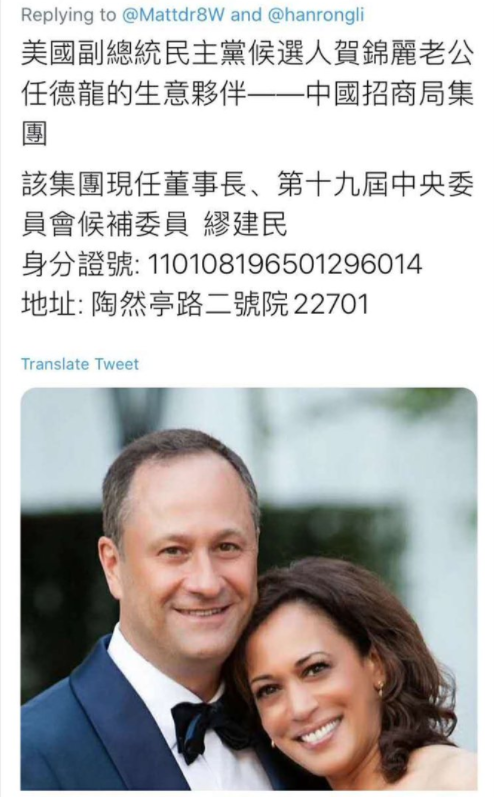 Replying to @Mattdr8W and @hanrongli
美國副總統民主黨候選人賀錦麗老公
任德龍的生意夥伴——中國招商局集
團
該集團現任董事長、第十九屆中央委
員會候補委員 繆建民
身分證號: 110108196501296014
地址: 陶然亭路二號院22701
Translate Tweet